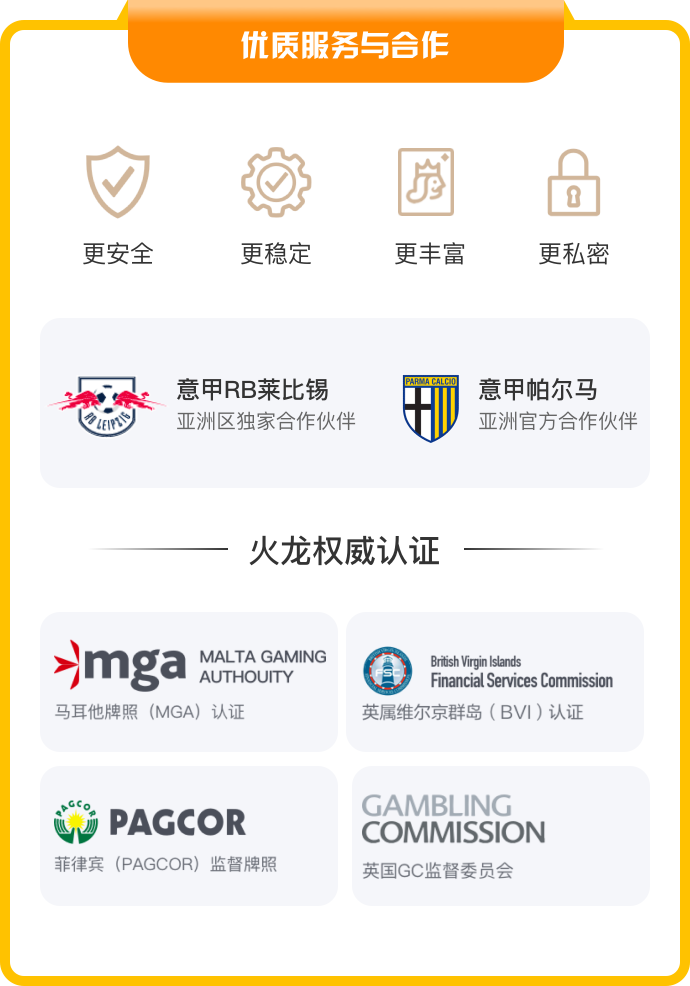 优质服务与合作
更安全
更稳定
更丰富
更私密
RB LEIPZIG
意甲RB莱比锡
亚洲区独家合作伙伴
PARMA CALCIO
意甲帕尔马
亚洲官方合作伙伴
火龙权威认证
mga
MALTA GAMING
AUTHOUITY
马耳他牌照（MGA）认证
FSC
British Virgin Islands
Financial Services Commission
英属维尔京群岛（BVI）认证
PAGCOR
PAGCOR
菲律宾（PAGCOR）监督牌照
GAMBLING
COMMISSION
英国GC监督委员会